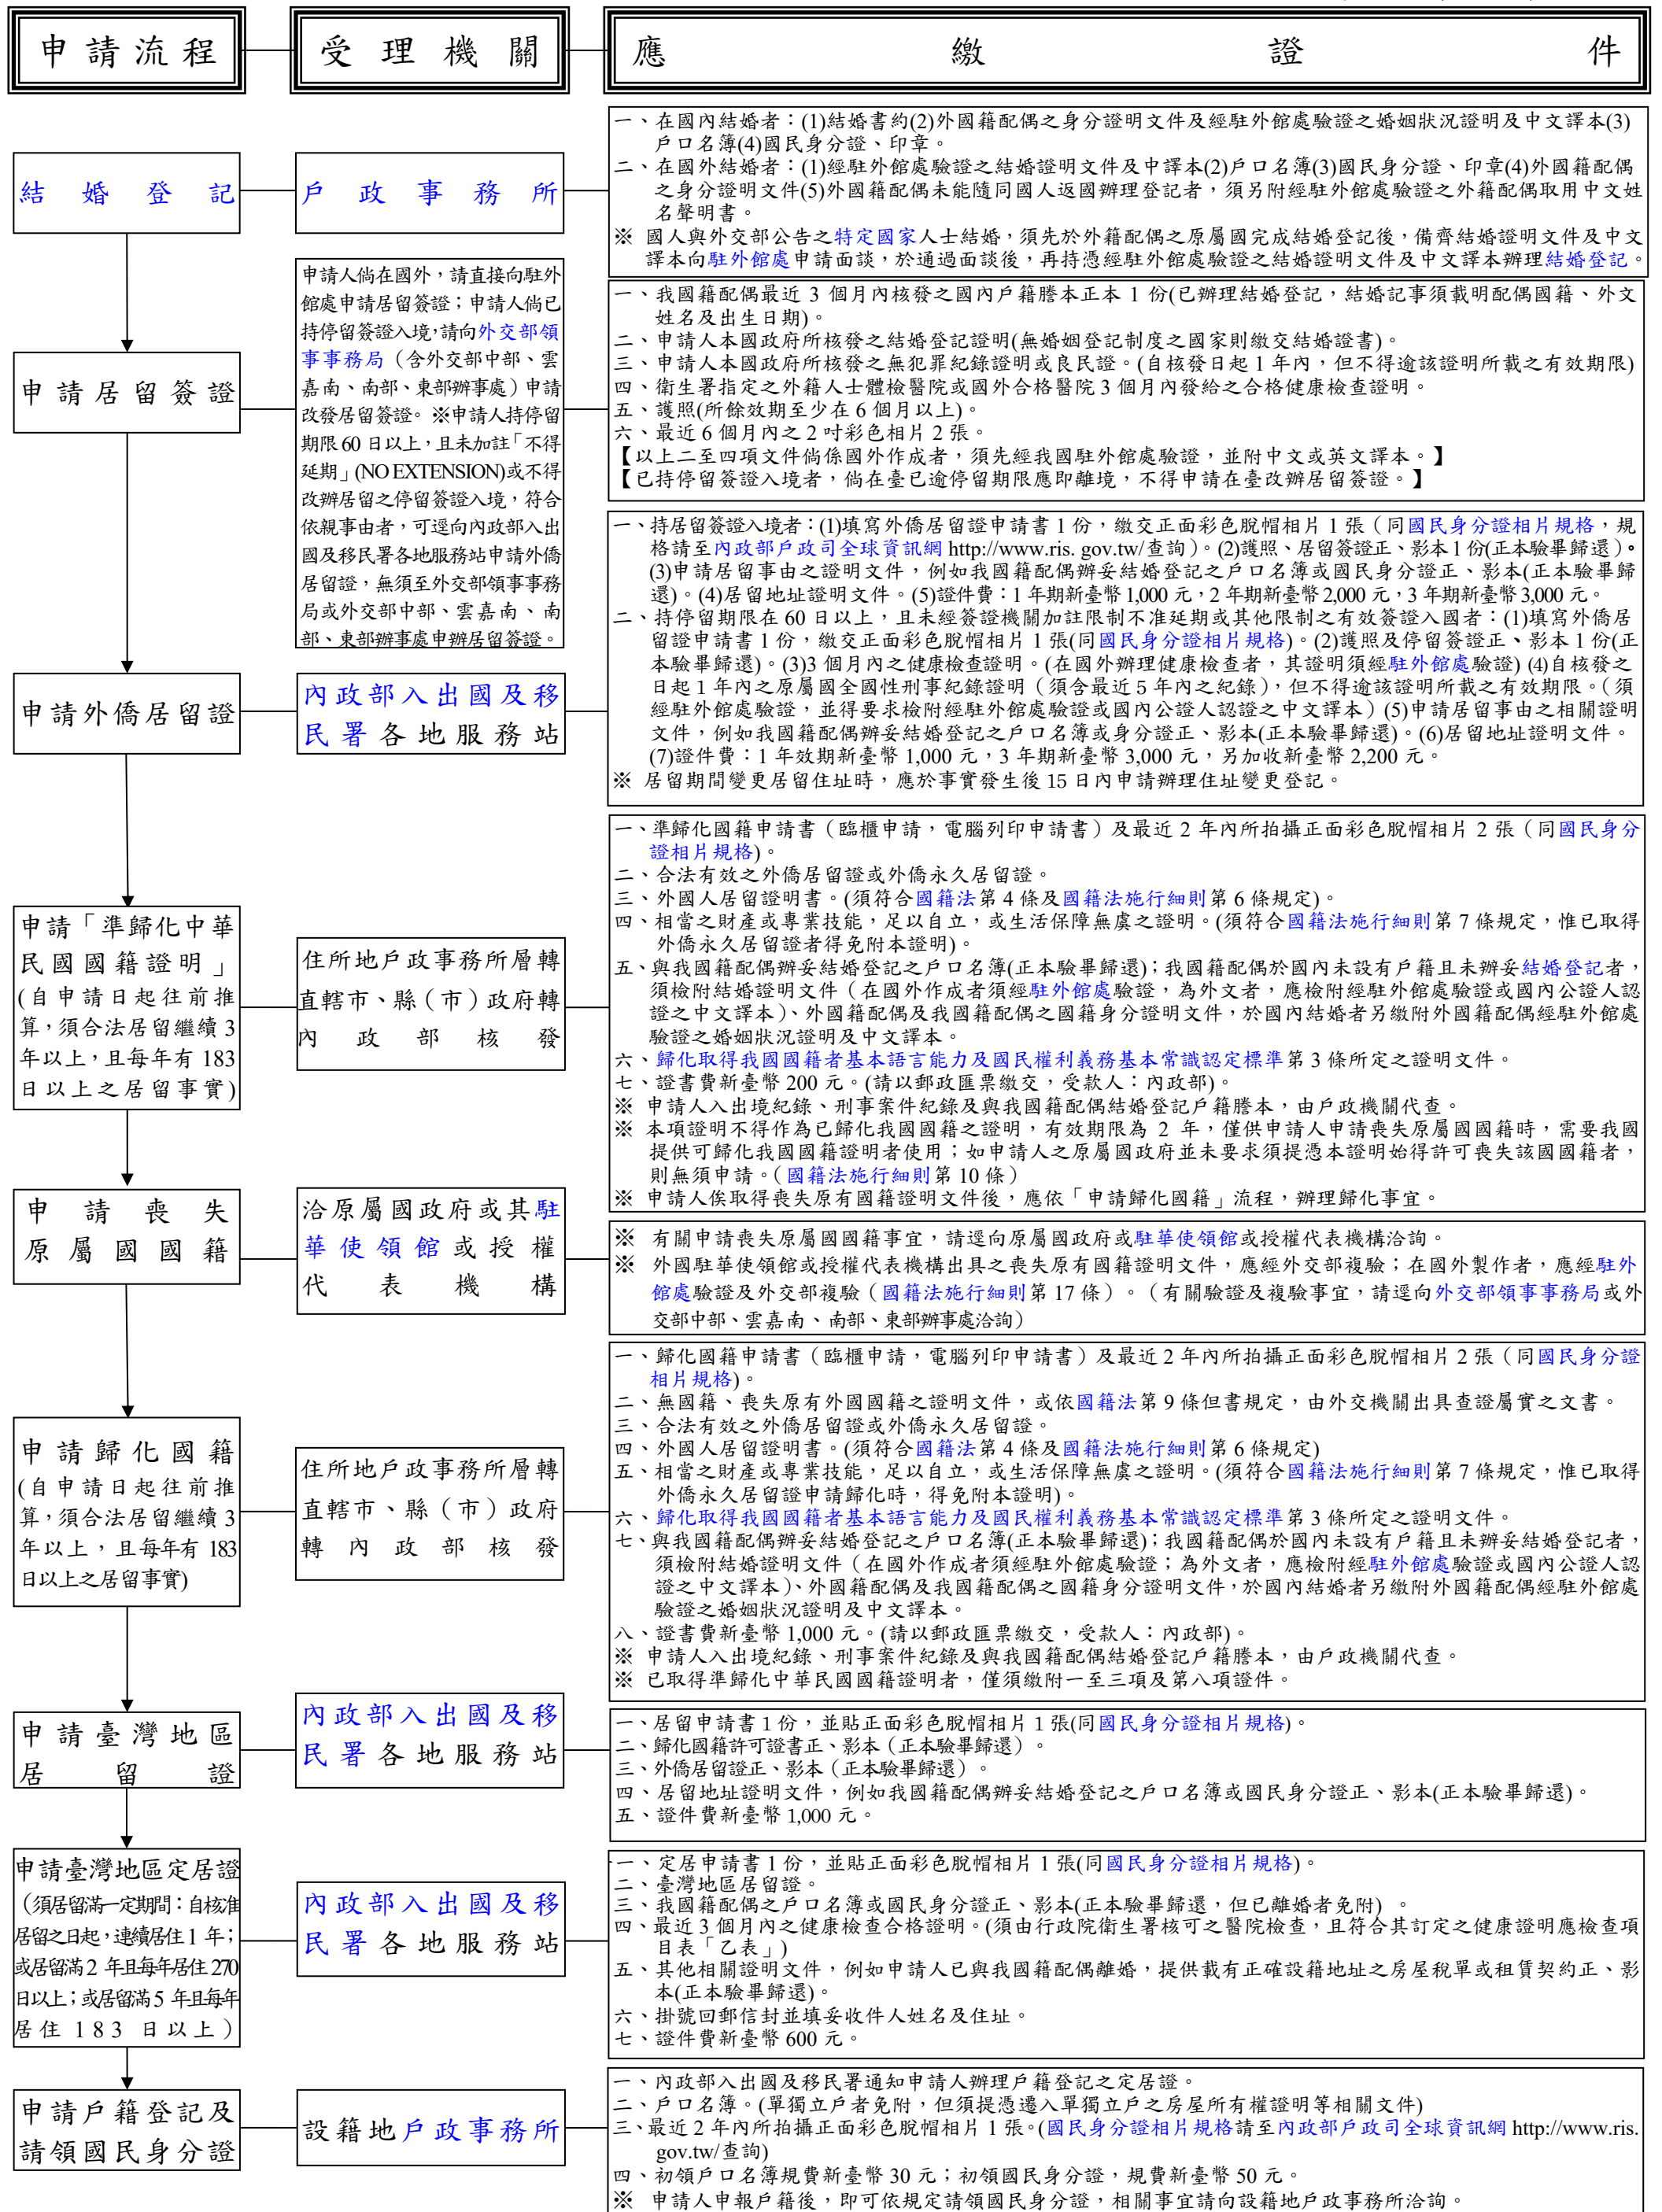 申請流程
受理機關
應繳證件
結婚登記
戶政事務所
一、在國內結婚者：(1)結婚書約(2)外國籍配偶之身分證明文件及經駐外館處驗證之婚姻狀況證明及中文譯本(3)
戶口名簿(4)國民身分證、印章。
二、在國外結婚者：(1)經駐外館處驗證之結婚證明文件及中譯本(2)戶口名簿(3)國民身分證、印章(4)外國籍配偶
之身分證明文件(5)外國籍配偶未能隨同國人返國辦理登記者，須另附經駐外館處驗證之外籍配偶取用中文姓
名聲明書。
※ 國人與外交部公告之特定國家人士結婚，須先於外籍配偶之原屬國完成結婚登記後，備齊結婚證明文件及中文
譯本向駐外館處申請面談，於通過面談後，再持憑經駐外館處驗證之結婚證明文件及中文譯本辦理結婚登記。
申請居留簽證
申請人倘在國外，請直接向駐外
館處申請居留簽證；申請人倘已
持停留簽證入境，請向外交部領
事事務局（含外交部中部、雲
嘉南、南部、東部辦事處）申請
改發居留簽證。※申請人持停留
期限 60 日以上，且未加註「不得
延期」(NO EXTENSION)或不得
改辦居留之停留簽證入境，符合
依親事由者，可逕向內政部入出
國及移民署各地服務站申請外僑
居留證，無須至外交部領事事務
局或外交部中部、雲嘉南、南
部、東部辦事處申辦居留簽證。
一、我國籍配偶最近 3 個月內核發之國內戶籍謄本正本 1 份(已辦理結婚登記，結婚記事須載明配偶國籍、外文
姓名及出生日期)。
二、申請人本國政府所核發之結婚登記證明(無婚姻登記制度之國家則繳交結婚證書)。
三、申請人本國政府所核發之無犯罪紀錄證明或良民證。(自核發日起 1 年內，但不得逾該證明所載之有效期限)
四、衛生署指定之外籍人士體檢醫院或國外合格醫院 3 個月內發給之合格健康檢查證明。
五、護照(所餘效期至少在 6 個月以上)。
六、最近 6 個月內之 2 吋彩色相片 2 張。
【以上二至四項文件倘係國外作成者，須先經我國駐外館處驗證，並附中文或英文譯本。】
【已持停留簽證入境者，倘在臺已逾停留期限應即離境，不得申請在臺改辦居留簽證。】
申請外僑居留證
內政部入出國及移
民署各地服務站
一、持居留簽證入境者：(1)填寫外僑居留證申請書 1 份，繳交正面彩色脫帽相片 1 張（同國民身分證相片規格，規
格請至內政部戶政司全球資訊網 http://www.ris. gov.tw/查詢）。(2)護照、居留簽證正、影本 1 份(正本驗畢歸還)。
(3)申請居留事由之證明文件，例如我國籍配偶辦妥結婚登記之戶口名簿或國民身分證正、影本(正本驗畢歸
還)。(4)居留地址證明文件。(5)證件費：1 年期新臺幣 1,000 元，2 年期新臺幣 2,000 元，3 年期新臺幣 3,000 元。
二、持停留期限在 60 日以上，且未經簽證機關加註限制不准延期或其他限制之有效簽證入國者：(1)填寫外僑居
留證申請書 1 份，繳交正面彩色脫帽相片 1 張(同國民身分證相片規格)。(2)護照及停留簽證正、影本 1 份(正
本驗畢歸還)。(3)3 個月內之健康檢查證明。(在國外辦理健康檢查者，其證明須經駐外館處驗證) (4)自核發之
日起 1 年內之原屬國全國性刑事紀錄證明（須含最近 5 年內之紀錄），但不得逾該證明所載之有效期限。（須
經駐外館處驗證，並得要求檢附經駐外館處驗證或國內公證人認證之中文譯本）(5)申請居留事由之相關證明
文件，例如我國籍配偶辦妥結婚登記之戶口名簿或身分證正、影本(正本驗畢歸還)。(6)居留地址證明文件。
(7)證件費：1 年效期新臺幣 1,000 元，3 年期新臺幣 3,000 元，另加收新臺幣 2,200 元。
※ 居留期間變更居留住址時，應於事實發生後 15 日內申請辦理住址變更登記。
申請「準歸化中華
民國國籍證明」
(自申請日起往前推
算，須合法居留繼續 3
年以上，且每年有 183
日以上之居留事實)
住所地戶政事務所層轉
直轄市、縣（市）政府轉
內政部核發
一、準歸化國籍申請書（臨櫃申請，電腦列印申請書）及最近 2 年內所拍攝正面彩色脫帽相片 2 張（同國民身分
證相片規格)。
二、合法有效之外僑居留證或外僑永久居留證。
三、外國人居留證明書。(須符合國籍法第 4 條及國籍法施行細則第 6 條規定)。
四、相當之財產或專業技能，足以自立，或生活保障無虞之證明。(須符合國籍法施行細則第 7 條規定，惟已取得
外僑永久居留證者得免附本證明)。
五、與我國籍配偶辦妥結婚登記之戶口名簿(正本驗畢歸還)；我國籍配偶於國內未設有戶籍且未辦妥結婚登記者，
須檢附結婚證明文件（在國外作成者須經駐外館處驗證，為外文者，應檢附經駐外館處驗證或國內公證人認
證之中文譯本）、外國籍配偶及我國籍配偶之國籍身分證明文件，於國內結婚者另繳附外國籍配偶經駐外館處
驗證之婚姻狀況證明及中文譯本。
六、歸化取得我國國籍者基本語言能力及國民權利義務基本常識認定標準第 3 條所定之證明文件。
七、證書費新臺幣 200 元。(請以郵政匯票繳交，受款人：內政部)。
※ 申請人入出境紀錄、刑事案件紀錄及與我國籍配偶結婚登記戶籍謄本，由戶政機關代查。
※ 本項證明不得作為已歸化我國國籍之證明，有效期限為 2 年，僅供申請人申請喪失原屬國國籍時，需要我國
提供可歸化我國國籍證明者使用；如申請人之原屬國政府並未要求須提憑本證明始得許可喪失該國國籍者，
則無須申請。（國籍法施行細則第 10 條）
※ 申請人俟取得喪失原有國籍證明文件後，應依「申請歸化國籍」流程，辦理歸化事宜。
申請喪失
原屬國國籍
洽原屬國政府或其駐
華使領館或授權
代表機構
※ 有關申請喪失原屬國國籍事宜，請逕向原屬國政府或駐華使領館或授權代表機構洽詢。
※ 外國駐華使領館或授權代表機構出具之喪失原有國籍證明文件，應經外交部複驗；在國外製作者，應經駐外
館處驗證及外交部複驗（國籍法施行細則第 17 條）。（有關驗證及複驗事宜，請逕向外交部領事事務局或外
交部中部、雲嘉南、南部、東部辦事處洽詢）
申請歸化國籍
(自申請日起往前推
算，須合法居留繼續 3
年以上，且每年有 183
日以上之居留事實)
住所地戶政事務所層轉
直轄市、縣（市）政府
轉內政部核發
一、歸化國籍申請書（臨櫃申請，電腦列印申請書）及最近 2 年內所拍攝正面彩色脫帽相片 2 張（同國民身分證
相片規格)。
二、無國籍、喪失原有外國國籍之證明文件，或依國籍法第 9 條但書規定，由外交機關出具查證屬實之文書。
三、合法有效之外僑居留證或外僑永久居留證。
四、外國人居留證明書。(須符合國籍法第 4 條及國籍法施行細則第 6 條規定)
五、相當之財產或專業技能，足以自立，或生活保障無虞之證明。(須符合國籍法施行細則第 7 條規定，惟已取得
外僑永久居留證申請歸化時，得免附本證明)。
六、歸化取得我國國籍者基本語言能力及國民權利義務基本常識認定標準第 3 條所定之證明文件。
七、與我國籍配偶辦妥結婚登記之戶口名簿(正本驗畢歸還)；我國籍配偶於國內未設有戶籍且未辦妥結婚登記者，
須檢附結婚證明文件（在國外作成者須經駐外館處驗證；為外文者，應檢附經駐外館處驗證或國內公證人認
證之中文譯本）、外國籍配偶及我國籍配偶之國籍身分證明文件，於國內結婚者另繳附外國籍配偶經駐外館處
驗證之婚姻狀況證明及中文譯本。
八、證書費新臺幣 1,000 元。(請以郵政匯票繳交，受款人：內政部)。
※ 申請人入出境紀錄、刑事案件紀錄及與我國籍配偶結婚登記戶籍謄本，由戶政機關代查。
※ 已取得準歸化中華民國國籍證明者，僅須繳附一至三項及第八項證件。
申請臺灣地區
居留證
內政部入出國及移
民署各地服務站
一、居留申請書 1 份，並貼正面彩色脫帽相片 1 張(同國民身分證相片規格)。
二、歸化國籍許可證書正、影本（正本驗畢歸還）。
三、外僑居留證正、影本（正本驗畢歸還）。
四、居留地址證明文件，例如我國籍配偶辦妥結婚登記之戶口名簿或國民身分證正、影本(正本驗畢歸還)。
五、證件費新臺幣 1,000 元。
申請臺灣地區定居證
（須居留滿一定期間：自核准
居留之日起，連續居住 1 年；
或居留滿 2 年且每年居住 270
日以上；或居留滿 5 年且每年
居住 183 日以上）
內政部入出國及移
民署各地服務站
一、定居申請書 1 份，並貼正面彩色脫帽相片 1 張(同國民身分證相片規格)。
二、臺灣地區居留證。
三、我國籍配偶之戶口名簿或國民身分證正、影本(正本驗畢歸還，但已離婚者免附) 。
四、最近 3 個月內之健康檢查合格證明。(須由行政院衛生署核可之醫院檢查，且符合其訂定之健康證明應檢查項
目表「乙表」)
五、其他相關證明文件，例如申請人已與我國籍配偶離婚，提供載有正確設籍地址之房屋稅單或租賃契約正、影
本(正本驗畢歸還)。
六、掛號回郵信封並填妥收件人姓名及住址。
七、證件費新臺幣 600 元。
申請戶籍登記及
請領國民身分證
設籍地戶政事務所
一、內政部入出國及移民署通知申請人辦理戶籍登記之定居證。
二、戶口名簿。(單獨立戶者免附，但須提憑遷入單獨立戶之房屋所有權證明等相關文件)
三、最近 2 年內所拍攝正面彩色脫帽相片 1 張。(國民身分證相片規格請至內政部戶政司全球資訊網 http://www.ris.
gov.tw/查詢)
四、初領戶口名簿規費新臺幣 30 元；初領國民身分證，規費新臺幣 50 元。
※ 申請人申報戶籍後，即可依規定請領國民身分證，相關事宜請向設籍地戶政事務所洽詢。